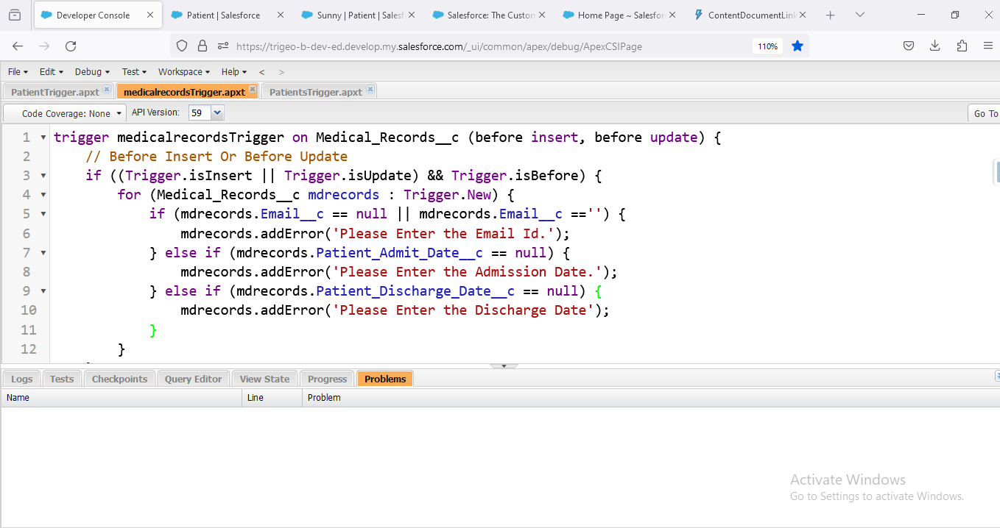 Developer Console
Patient | Salesforce
Sunny | Patient | Salesf
Salesforce: The Custon
Home Page ~ Salesforc
ContentDocumentLink
https://trigeo-b-dev-ed.develop.my.salesforce.com/_ui/common/apex/debug/ApexCSIPage
110%
File Edit Debug Test Workspace Help < >
PatientTrigger.apxt medicalrecordsTrigger.apxt PatientsTrigger.apxt
Code Coverage: None API Version: 59 Go To
1 trigger medicalrecordsTrigger on Medical_Records__c (before insert, before update) {
2 // Before Insert Or Before Update
3 if ((Trigger.isInsert || Trigger.isUpdate) && Trigger.isBefore) {
4 for (Medical_Records__c mdrecords : Trigger.New) {
5 if (mdrecords.Email__c == null || mdrecords.Email__c =='') {
6 mdrecords.addError('Please Enter the Email Id.');
7 } else if (mdrecords.Patient_Admit_Date__c == null) {
8 mdrecords.addError('Please Enter the Admission Date.');
9 } else if (mdrecords.Patient_Discharge_Date__c == null) {
10 mdrecords.addError('Please Enter the Discharge Date');
11 }
12 }
Logs Tests Checkpoints Query Editor View State Progress Problems
Name Line Problem
Activate Windows
Go to Settings to activate Windows.